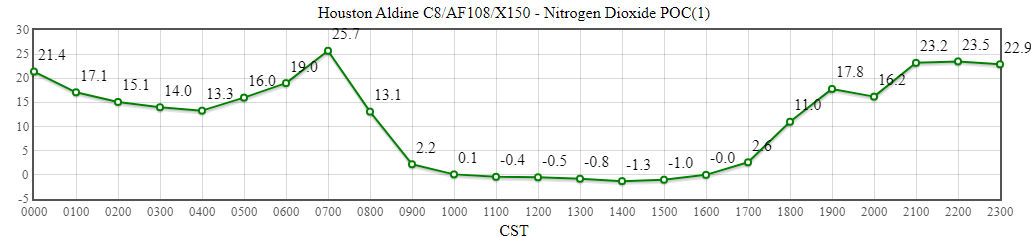 Houston Aldine C8/AF108/X150 - Nitrogen Dioxide POC(1)
30
25
20
15
10
5
0
-5
21.4 17.1 15.1 14.0 13.3 16.0 19.0 25.7 13.1 2.2 0.1 -0.4 -0.5 -0.8 -1.3 -1.0 -0.0 2.6 11.0 17.8 16.2 23.2 23.5 22.9
0000 0100 0200 0300 0400 0500 0600 0700 0800 0900 1000 1100 1200 1300 1400 1500 1600 1700 1800 1900 2000 2100 2200 2300
CST